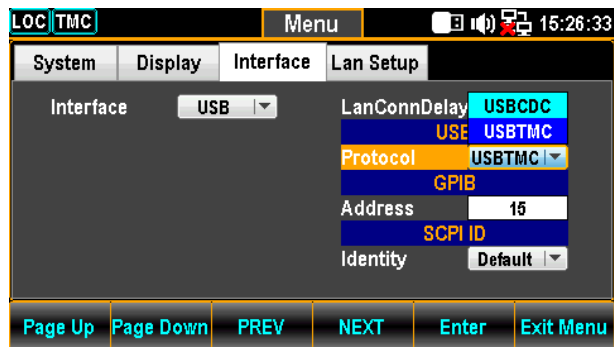 LOC TMC Menu 15:26:33
System Display Interface Lan Setup
Interface USB LanConnDelay USBCDC
USB USBTMC
Protocol USBTMC
GPIB
Address 15
SCPI ID
Identity Default
Page Up Page Down PREV NEXT Enter Exit Menu